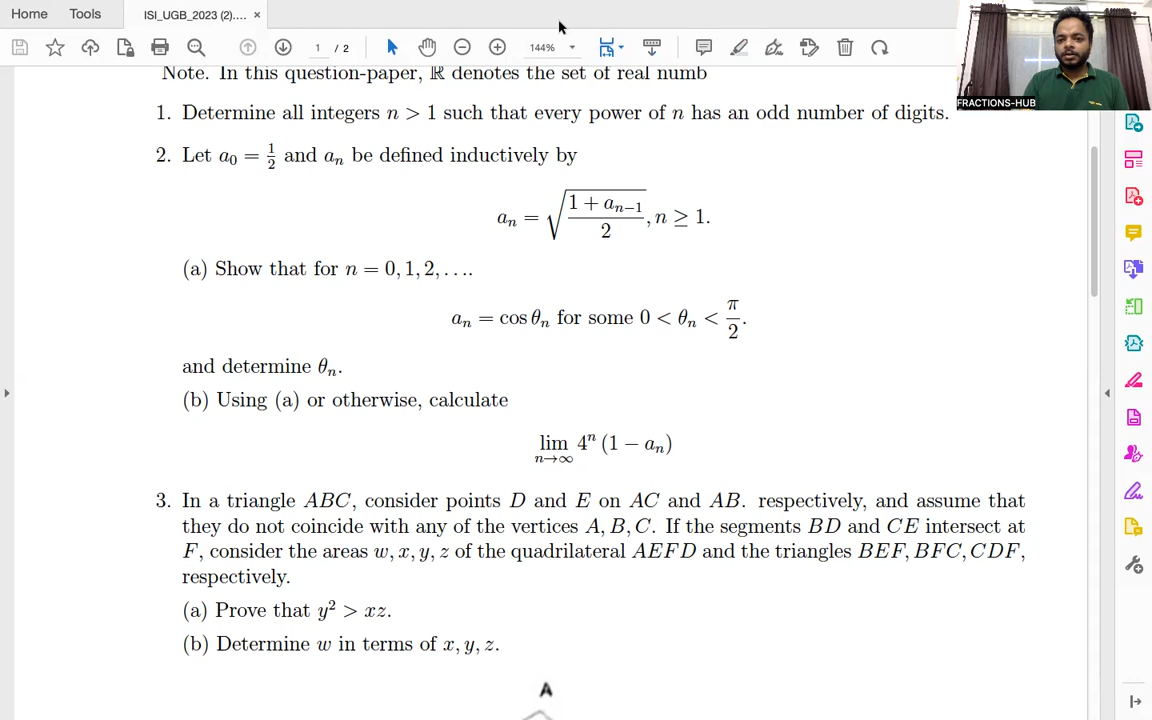 Home Tools ISI_UGB_2023 (2).... ×
1 / 2 144%
FRACTIONS-HUB
Note. In this question-paper, ℝ denotes the set of real numb
1. Determine all integers n > 1 such that every power of n has an odd number of digits.
2. Let a₀ = 1/2 and aₙ be defined inductively by
aₙ = √((1 + aₙ₋₁)/2), n ≥ 1.
(a) Show that for n = 0, 1, 2, . . . .
aₙ = cos θₙ for some 0 < θₙ < π/2.
and determine θₙ.
(b) Using (a) or otherwise, calculate
lim n→∞ 4ⁿ (1 − aₙ)
3. In a triangle ABC, consider points D and E on AC and AB. respectively, and assume that
they do not coincide with any of the vertices A, B, C. If the segments BD and CE intersect at
F, consider the areas w, x, y, z of the quadrilateral AEFD and the triangles BEF, BFC, CDF,
respectively.
(a) Prove that y² > xz.
(b) Determine w in terms of x, y, z.
A